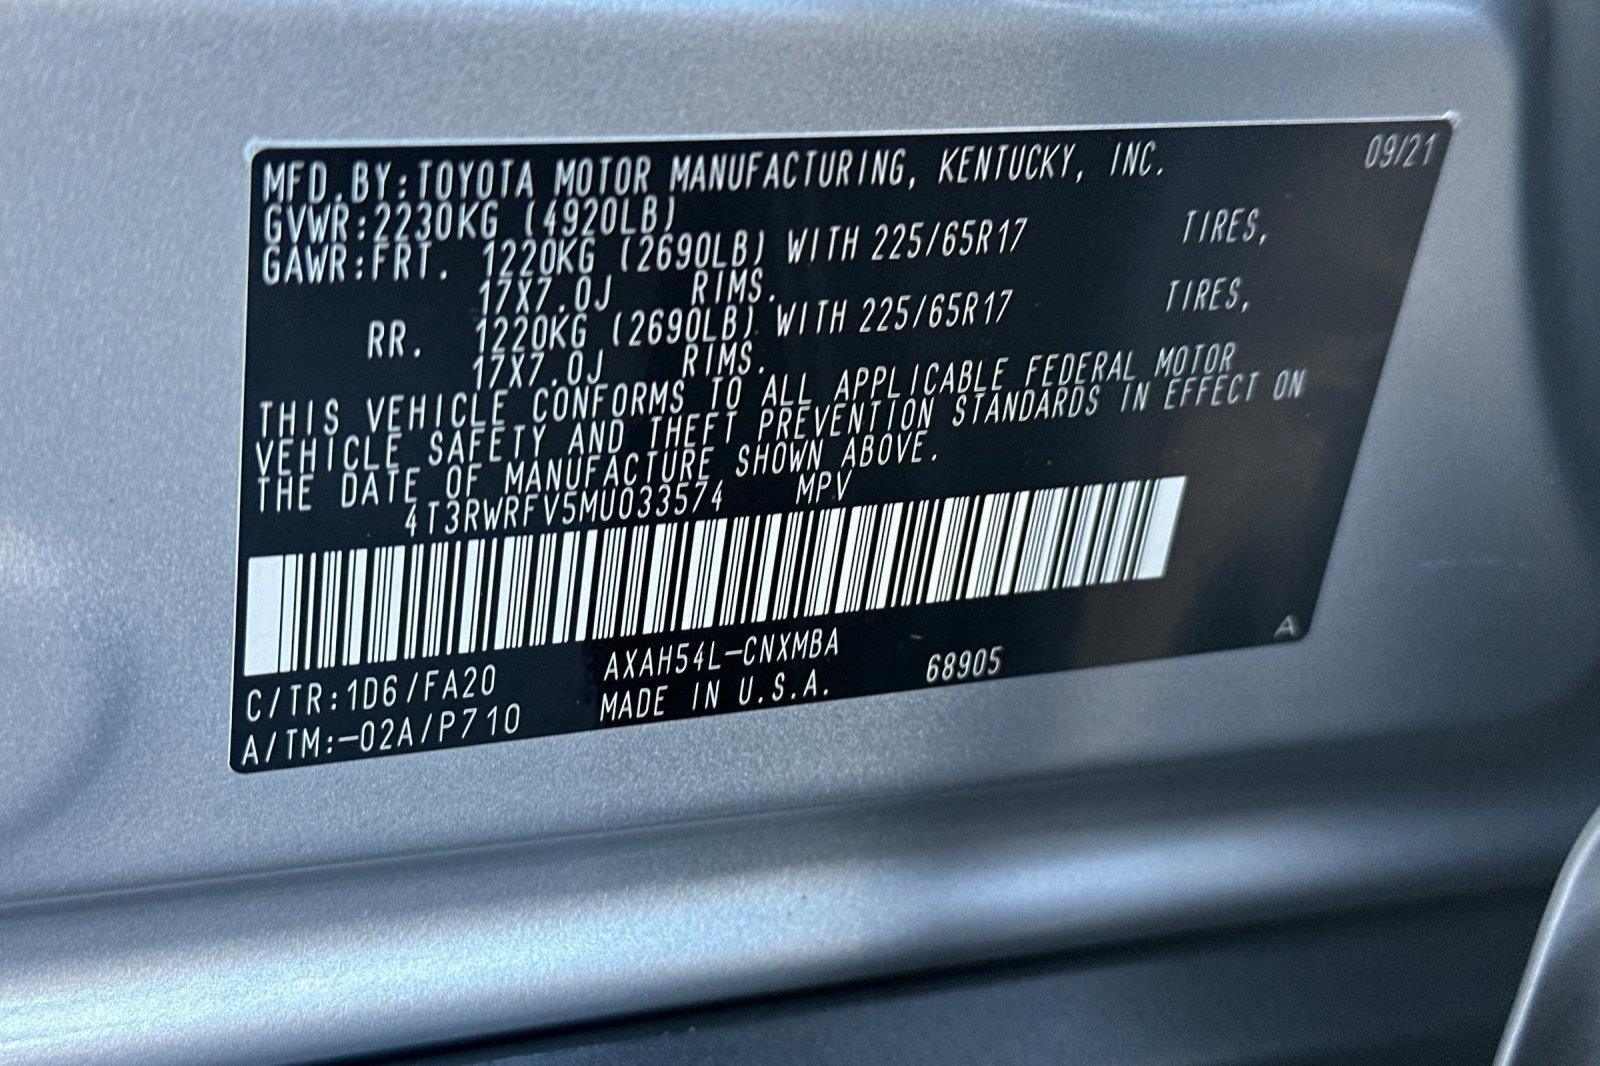 MFD.BY:TOYOTA MOTOR MANUFACTURING, KENTUCKY, INC. 09/21
GVWR:2230KG (4920LB)
GAWR:FRT. 1220KG (2690LB) WITH 225/65R17 TIRES,
17X7.0J RIMS.
RR. 1220KG (2690LB) WITH 225/65R17 TIRES,
17X7.0J RIMS.
THIS VEHICLE CONFORMS TO ALL APPLICABLE FEDERAL MOTOR
VEHICLE SAFETY AND THEFT PREVENTION STANDARDS IN EFFECT ON
THE DATE OF MANUFACTURE SHOWN ABOVE.
4T3RWRFV5MU033574 MPV
C/TR:1D6/FA20 AXAH54L-CNXMBA A
A/TM:-02A/P710 MADE IN U.S.A. 68905